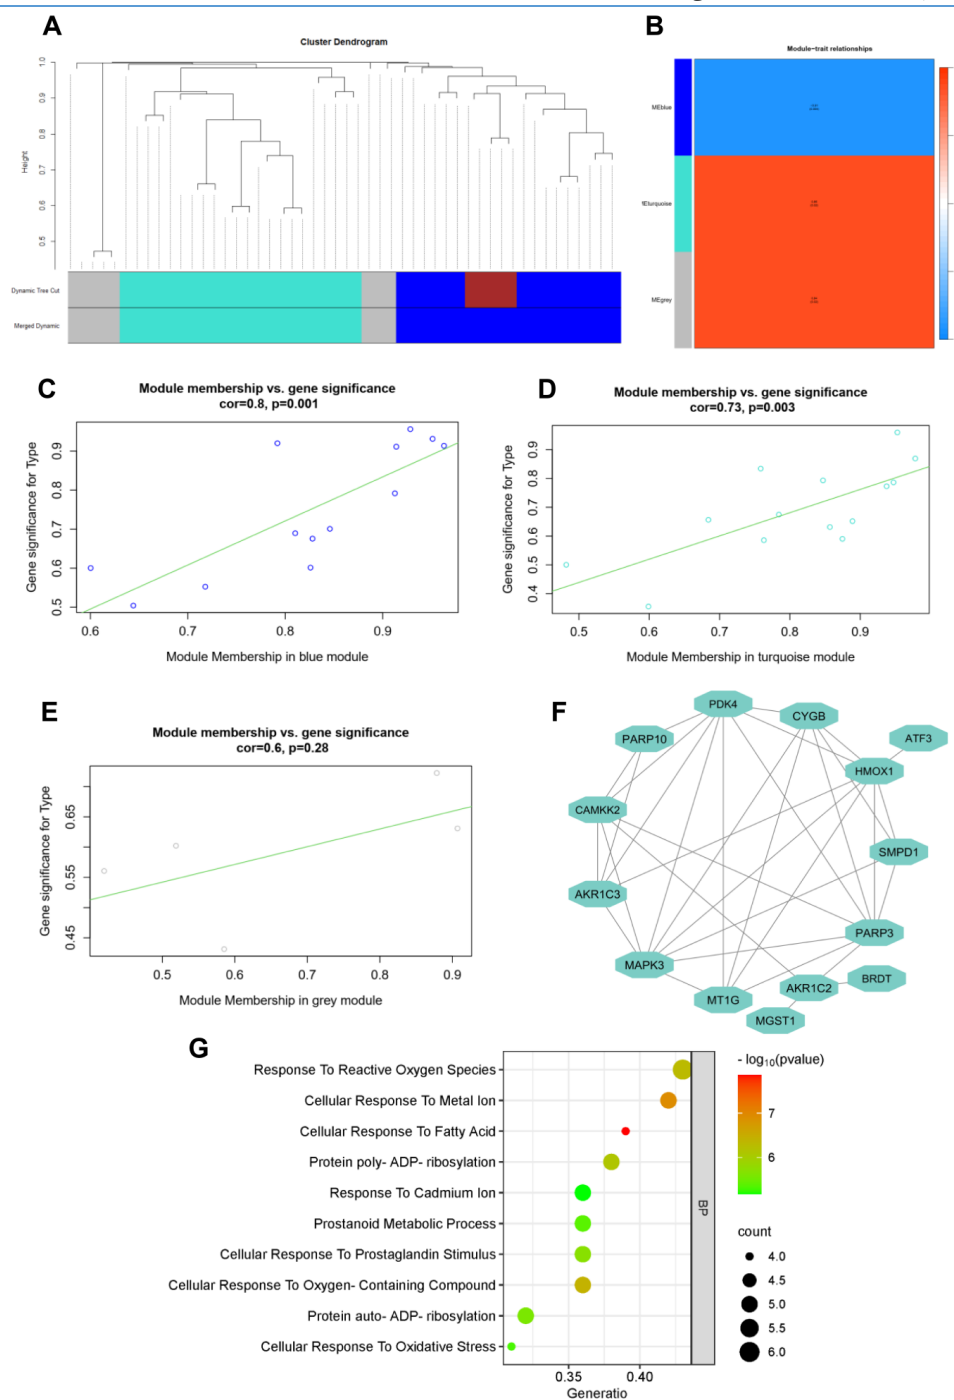 A
B
Cluster Dendrogram
Module-trait relationships
Height
1.0
0.9
0.8
0.7
0.6
0.5
Dynamic Tree Cut
Merged Dynamic
MEblue
MEturquoise
MEgrey
C
Module membership vs. gene significance
cor=0.8, p=0.001
Gene significance for Type
0.9
0.8
0.7
0.6
0.5
0.6 0.7 0.8 0.9
Module Membership in blue module
D
Module membership vs. gene significance
cor=0.73, p=0.003
Gene significance for Type
0.9
0.8
0.7
0.6
0.5
0.4
0.5 0.6 0.7 0.8 0.9
Module Membership in turquoise module
E
Module membership vs. gene significance
cor=0.6, p=0.28
Gene significance for Type
0.65
0.55
0.45
0.5 0.6 0.7 0.8 0.9
Module Membership in grey module
F
PDK4
CYGB
PARP10
ATF3
HMOX1
CAMKK2
SMPD1
AKR1C3
PARP3
MAPK3
BRDT
AKR1C2
MT1G
MGST1
G
Response To Reactive Oxygen Species
Cellular Response To Metal Ion
Cellular Response To Fatty Acid
Protein poly- ADP- ribosylation
Response To Cadmium Ion
Prostanoid Metabolic Process
Cellular Response To Prostaglandin Stimulus
Cellular Response To Oxygen- Containing Compound
Protein auto- ADP- ribosylation
Cellular Response To Oxidative Stress
0.35 0.40
Generatio
BP
- log10(pvalue)
7
6
count
4.0
4.5
5.0
5.5
6.0